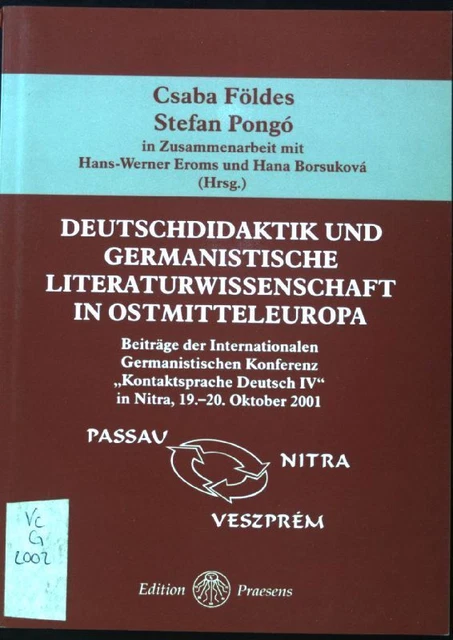 Csaba Földes
Stefan Pongó
in Zusammenarbeit mit
Hans-Werner Eroms und Hana Borsuková
(Hrsg.)
DEUTSCHDIDAKTIK UND
GERMANISTISCHE
LITERATURWISSENSCHAFT
IN OSTMITTELEUROPA
Beiträge der Internationalen
Germanistischen Konferenz
„Kontaktsprache Deutsch IV“
in Nitra, 19.–20. Oktober 2001
PASSAU
NITRA
VESZPRÉM
Vc
G
2002
Edition Praesens